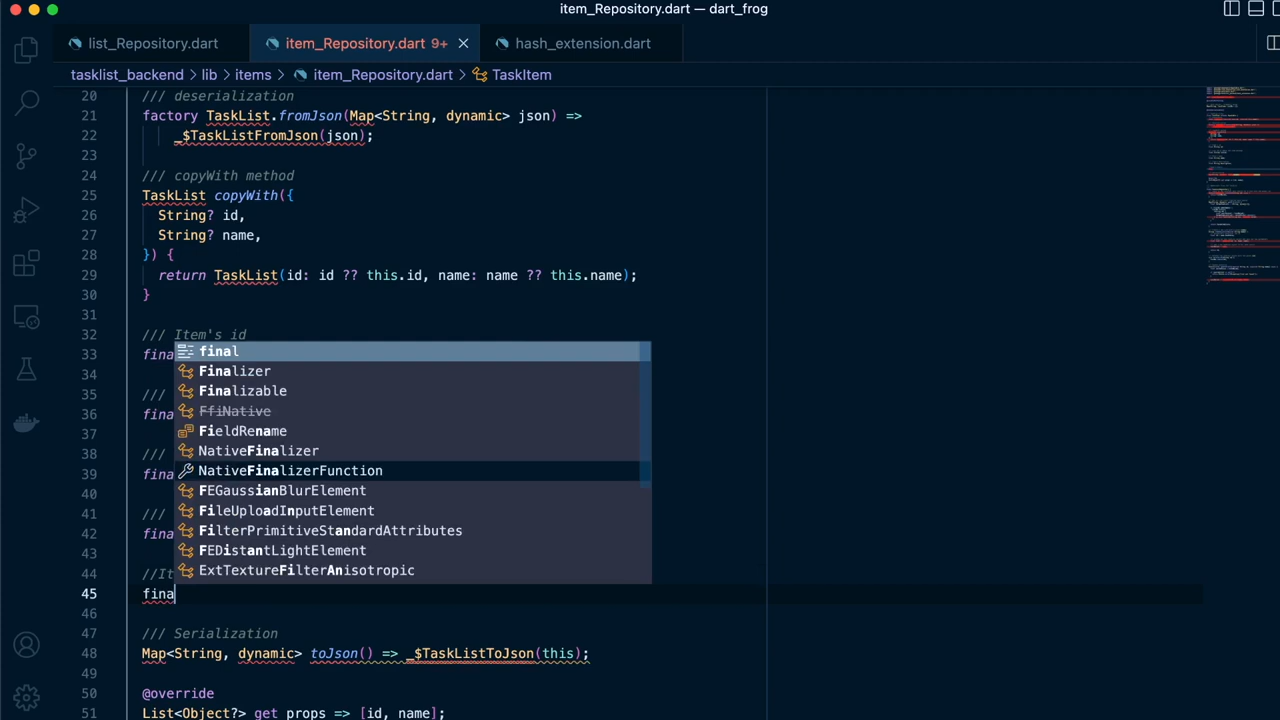 item_Repository.dart — dart_frog
list_Repository.dart item_Repository.dart 9+ hash_extension.dart
tasklist_backend > lib > items > item_Repository.dart > TaskItem
20 /// deserialization
21 factory TaskList.fromJson(Map<String, dynamic> json) =>
22 _$TaskListFromJson(json);
23
24 /// copyWith method
25 TaskList copyWith({
26 String? id,
27 String? name,
28 }) {
29 return TaskList(id: id ?? this.id, name: name ?? this.name);
30 }
31
32 /// Item's id
33 fina
final
34
Finalizer
35 ///
Finalizable
36 fina
FfiNative
37
FieldRename
38 ///
NativeFinalizer
39 fina
NativeFinalizerFunction
40
FEGaussianBlurElement
41 ///
FileUploadInputElement
42 fina
FilterPrimitiveStandardAttributes
43
FEDistantLightElement
44 //It
ExtTextureFilterAnisotropic
45 fina
46
47 /// Serialization
48 Map<String, dynamic> toJson() => _$TaskListToJson(this);
49
50 @override
51 List<Object?> get props => [id, name];